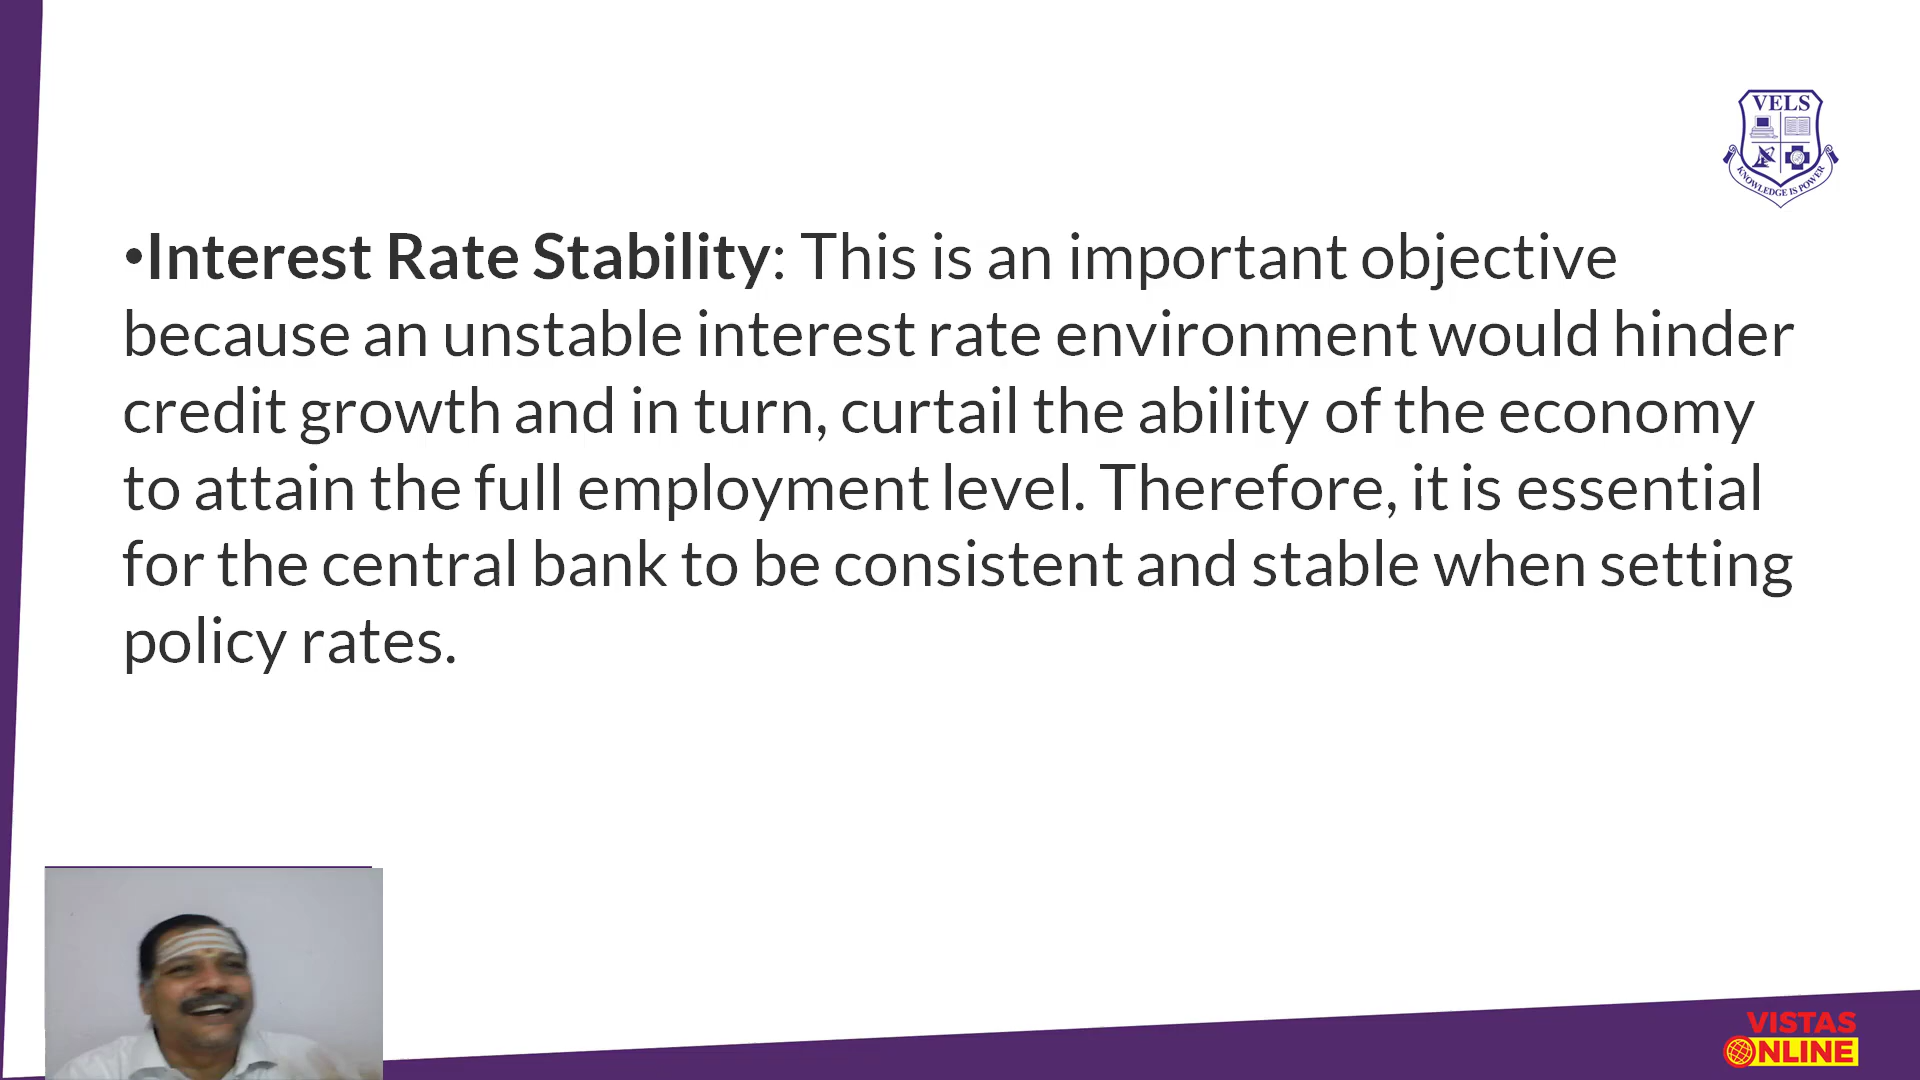 VELS
KNOWLEDGE IS POWER
•Interest Rate Stability: This is an important objective
because an unstable interest rate environment would hinder
credit growth and in turn, curtail the ability of the economy
to attain the full employment level. Therefore, it is essential
for the central bank to be consistent and stable when setting
policy rates.
VISTAS
ONLINE